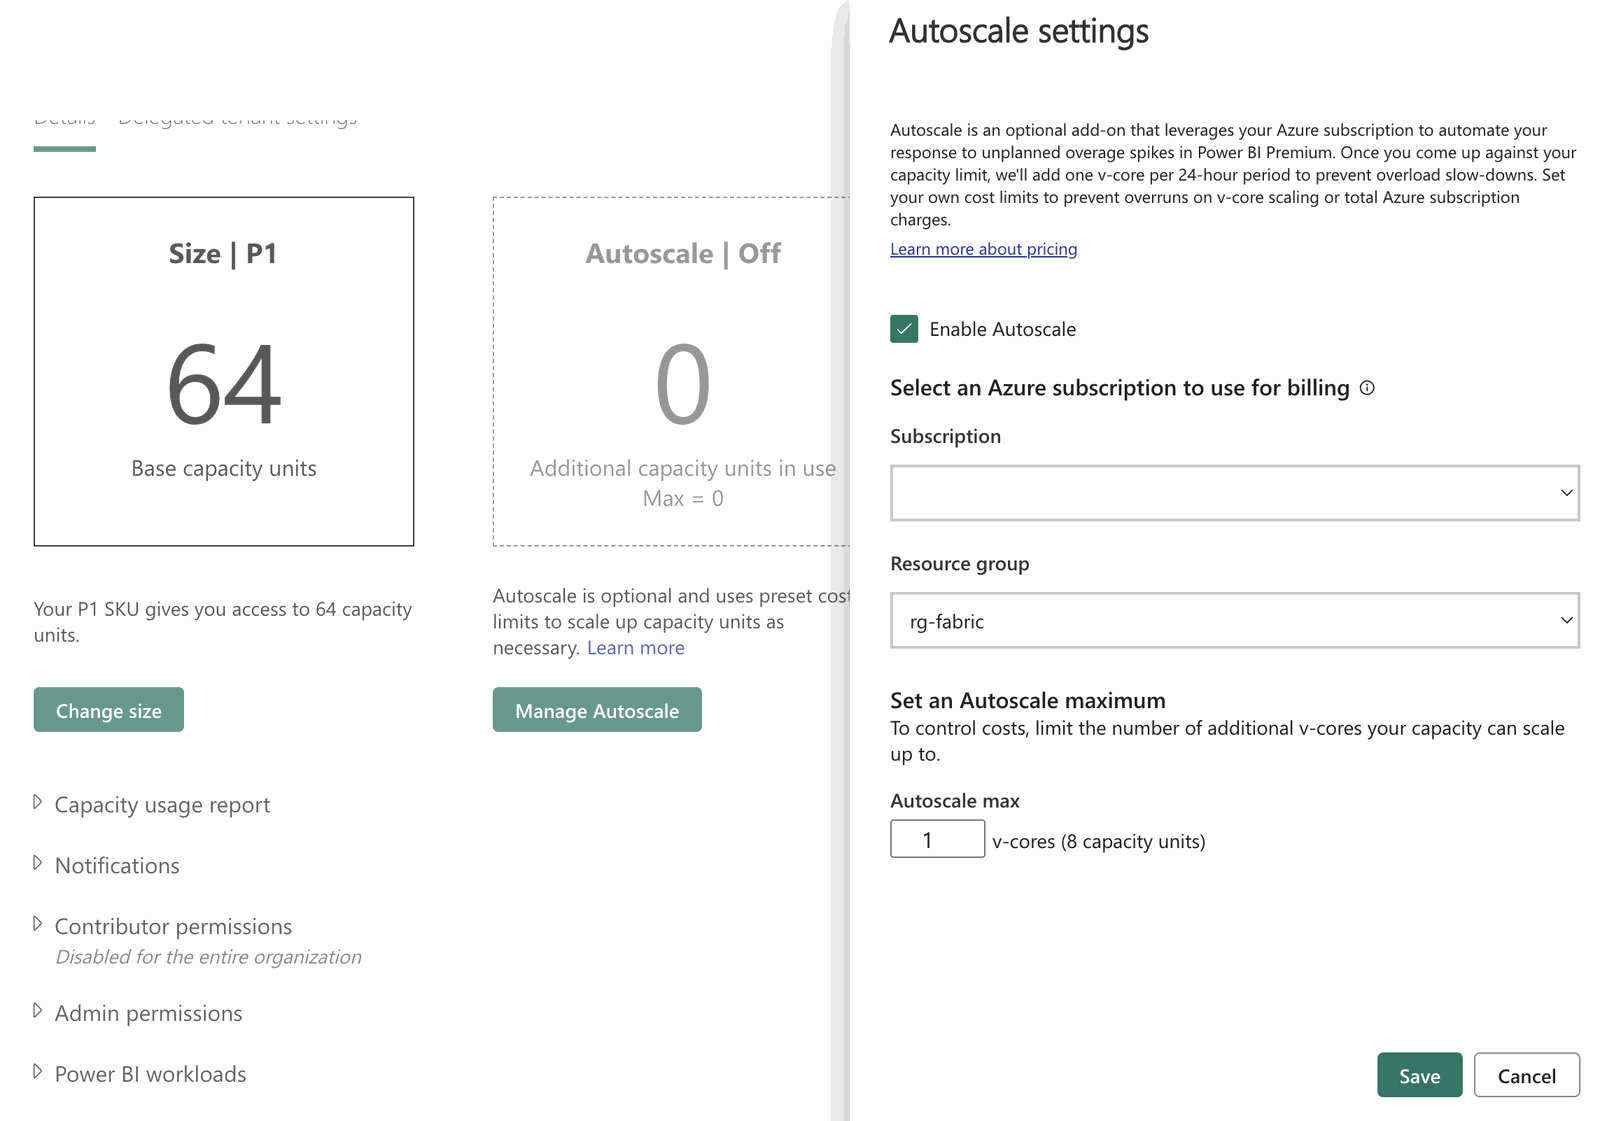 Details Delegated tenant settings
Size | P1
64
Base capacity units
Your P1 SKU gives you access to 64 capacity
units.
Change size
Autoscale | Off
0
Additional capacity units in use
Max = 0
Autoscale is optional and uses preset cost
limits to scale up capacity units as
necessary. Learn more
Manage Autoscale
Capacity usage report
Notifications
Contributor permissions
Disabled for the entire organization
Admin permissions
Power BI workloads
Autoscale settings
Autoscale is an optional add-on that leverages your Azure subscription to automate your
response to unplanned overage spikes in Power BI Premium. Once you come up against your
capacity limit, we'll add one v-core per 24-hour period to prevent overload slow-downs. Set
your own cost limits to prevent overruns on v-core scaling or total Azure subscription
charges.
Learn more about pricing
Enable Autoscale
Select an Azure subscription to use for billing
Subscription
Resource group
rg-fabric
Set an Autoscale maximum
To control costs, limit the number of additional v-cores your capacity can scale
up to.
Autoscale max
1 v-cores (8 capacity units)
Save Cancel